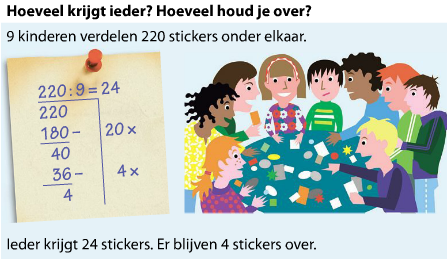 Hoeveel krijgt ieder? Hoeveel houd je over?
9 kinderen verdelen 220 stickers onder elkaar.
220 : 9 = 24
220
180 – 20 x
40
36 – 4 x
4
Ieder krijgt 24 stickers. Er blijven 4 stickers over.